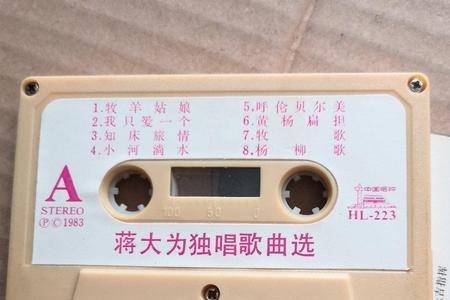 1.牧羊姑娘 5.呼伦贝尔美
2.我只爱一个 6.黄杨扁担
3.知床旅情 7.牧歌
4.小河淌水 8.杨柳歌
A
STEREO
Ⓟ©1983
100 50 0
中国唱片
HL-223
蒋大为独唱歌曲选